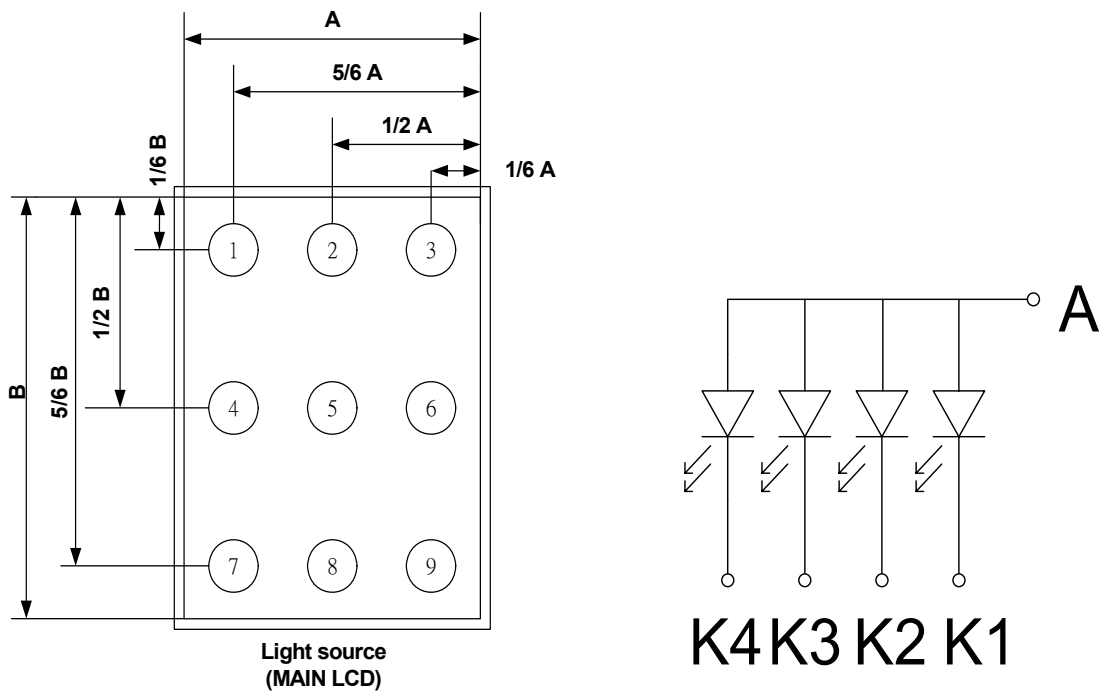 A
5/6 A
1/2 A
1/6 A
1/6 B
1/2 B
5/6 B
B
1 2 3
4 5 6
7 8 9
Light source
(MAIN LCD)
A
K4 K3 K2 K1